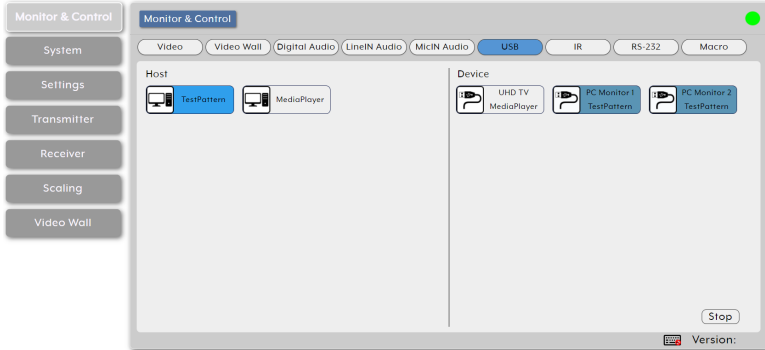 Monitor & Control
System
Settings
Transmitter
Receiver
Scaling
Video Wall
Monitor & Control
Video
Video Wall
Digital Audio
LineIN Audio
MicIN Audio
USB
IR
RS-232
Macro
Host
TestPattern
MediaPlayer
Device
UHD TV
MediaPlayer
PC Monitor 1
TestPattern
PC Monitor 2
TestPattern
Stop
Version: